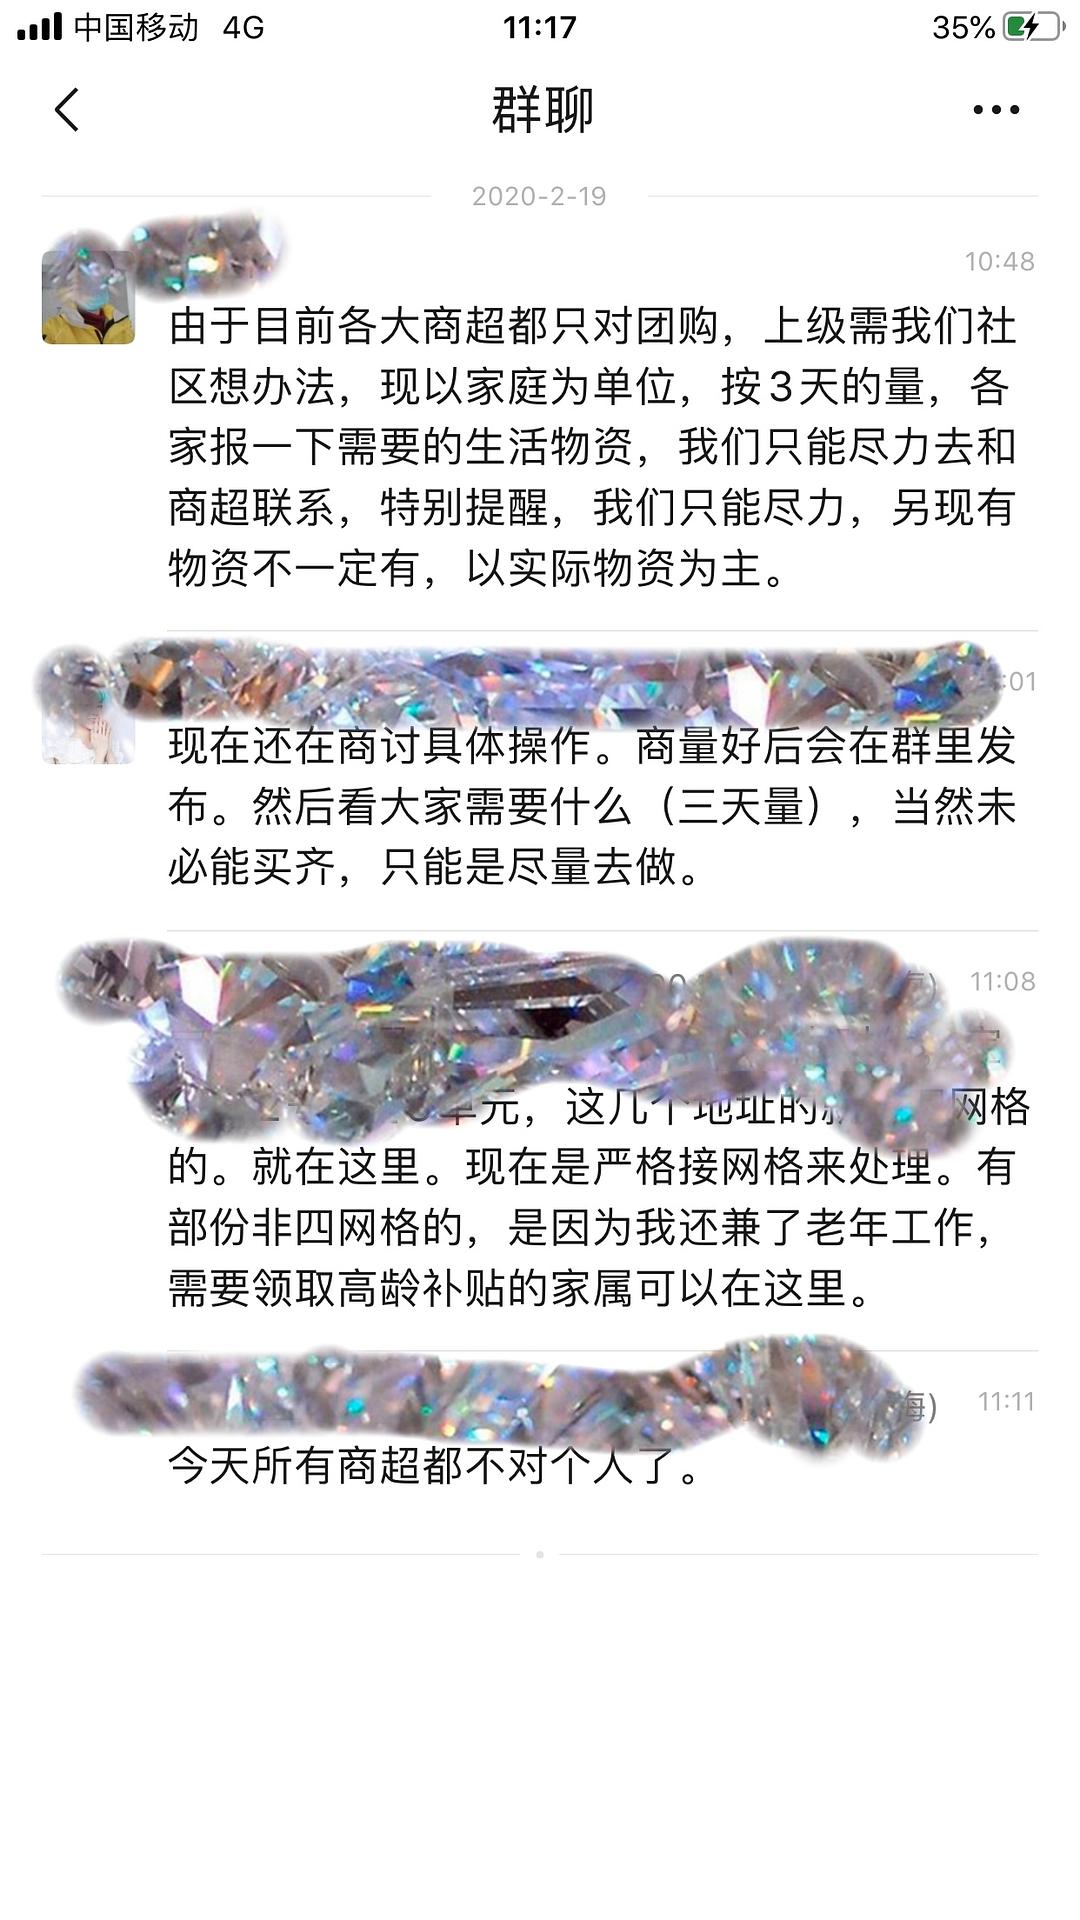 中国移动 4G 11:17 35%
群聊
2020-2-19
10:48
由于目前各大商超都只对团购，上级需我们社
区想办法，现以家庭为单位，按3天的量，各
家报一下需要的生活物资，我们只能尽力去和
商超联系，特别提醒，我们只能尽力，另现有
物资不一定有，以实际物资为主。
:01
现在还在商讨具体操作。商量好后会在群里发
布。然后看大家需要什么（三天量），当然未
必能买齐，只能是尽量去做。
11:08
单元，这几个地址的 网格
的。就在这里。现在是严格接网格来处理。有
部份非四网格的，是因为我还兼了老年工作，
需要领取高龄补贴的家属可以在这里。
海) 11:11
今天所有商超都不对个人了。